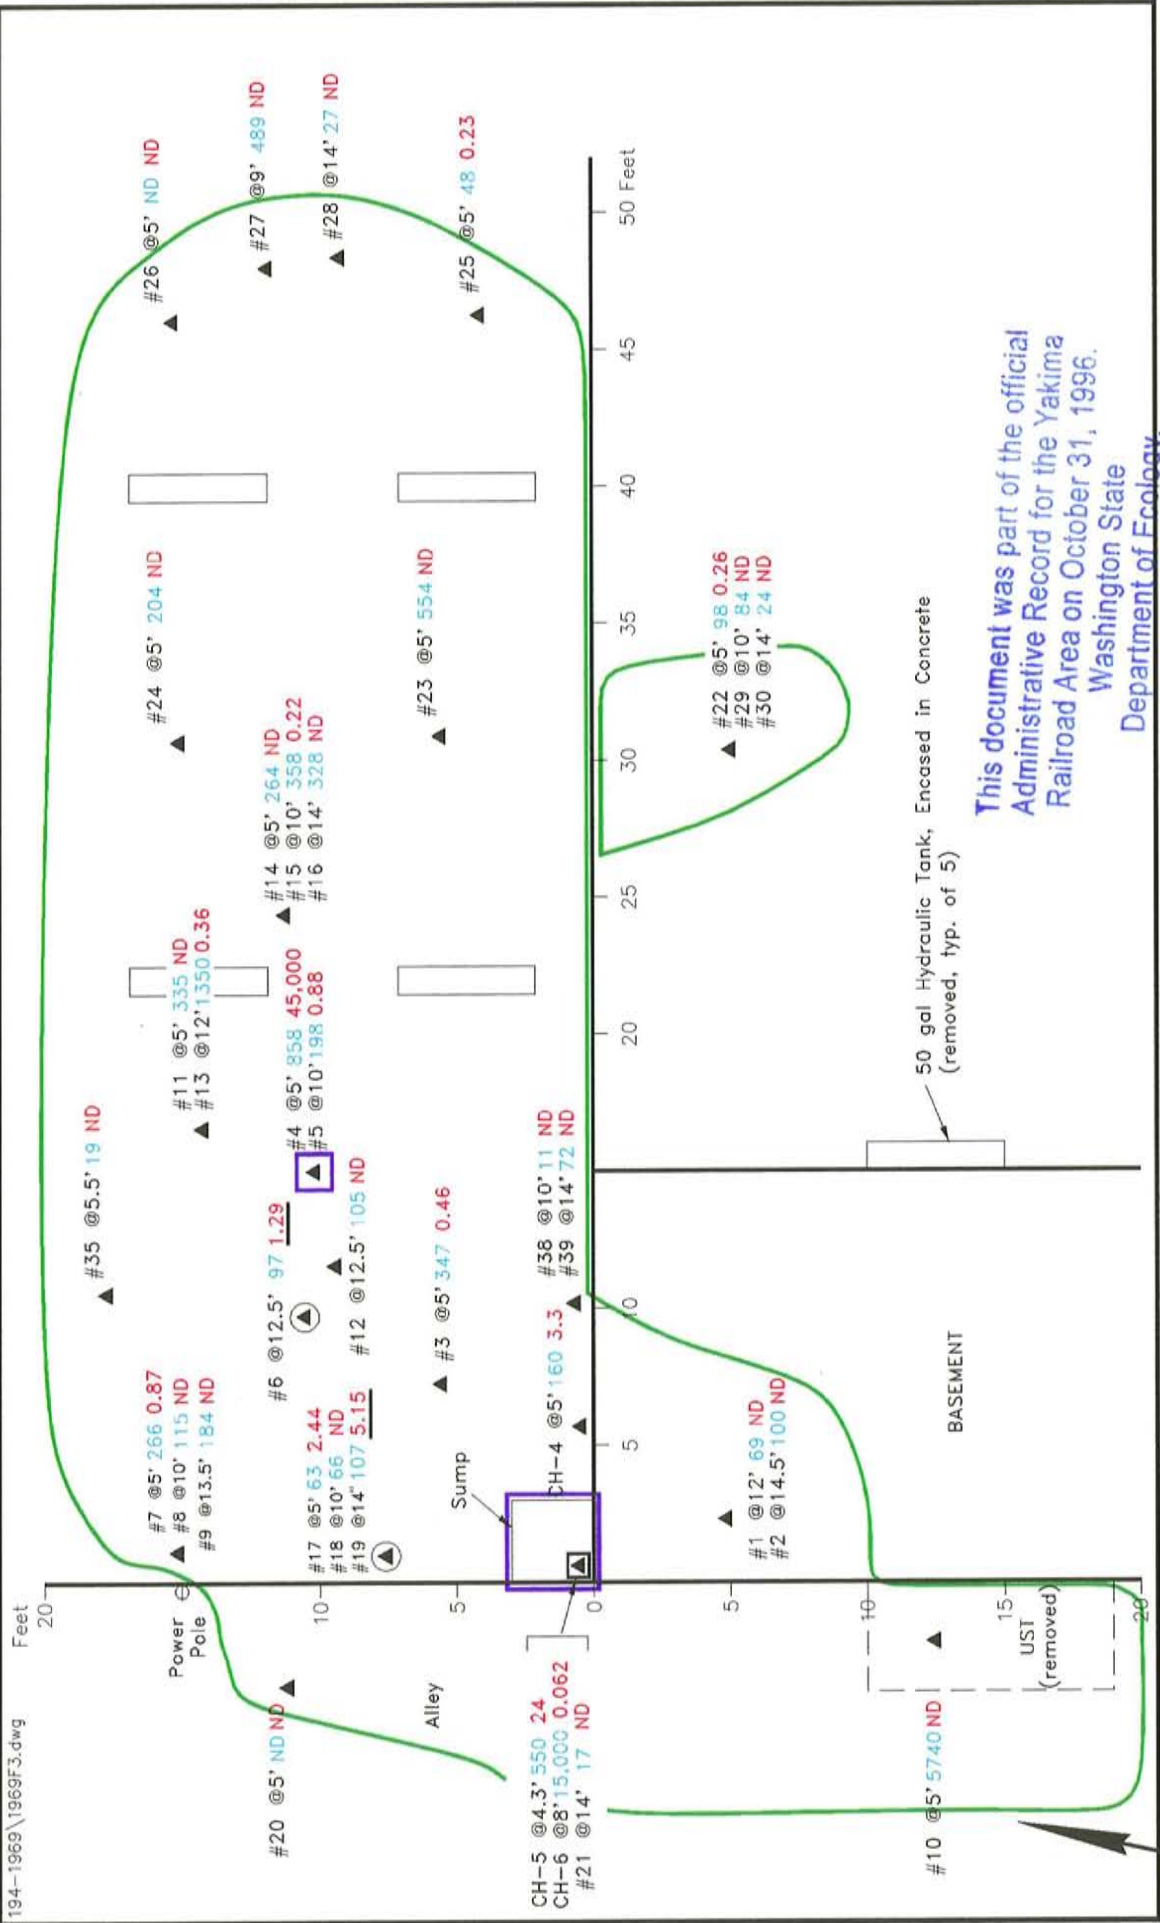 194-1969\1969F3.dwg
Feet
20
10
5
0
5
10
15
20
5
10
20
25
30
35
40
45
50 Feet
Power
Pole
Alley
#20 @5' ND ND
#7 @5' 266 0.87
#8 @10' 115 ND
#9 @13.5' 184 ND
#35 @5.5' 19 ND
#11 @5' 335 ND
#13 @12' 1350 0.36
#24 @5' 204 ND
#26 @5' ND ND
#27 @9' 489 ND
#28 @14' 27 ND
#25 @5' 48 0.23
#17 @5' 63 2.44
#18 @10' 66 ND
#19 @14" 107 5.15
#6 @12.5' 97 1.29
#12 @12.5' 105 ND
#4 @5' 858 45,000
#5 @10' 198 0.88
#14 @5' 264 ND
#15 @10' 358 0.22
#16 @14' 328 ND
#3 @5' 347 0.46
#23 @5' 554 ND
Sump
CH-4 @5' 160 3.3
#38 @10' 11 ND
#39 @14' 72 ND
CH-5 @4.3' 550 24
CH-6 @8' 15,000 0.062
#21 @14' 17 ND
#1 @12' 69 ND
#2 @14.5' 100 ND
#22 @5' 98 0.26
#29 @10' 84 ND
#30 @14' 24 ND
BASEMENT
UST
(removed)
#10 @5' 5740 ND
50 gal Hydraulic Tank, Encased in Concrete
(removed, typ. of 5)
This document was part of the official
Administrative Record for the Yakima
Railroad Area on October 31, 1996.
Washington State
Department of Ecology.